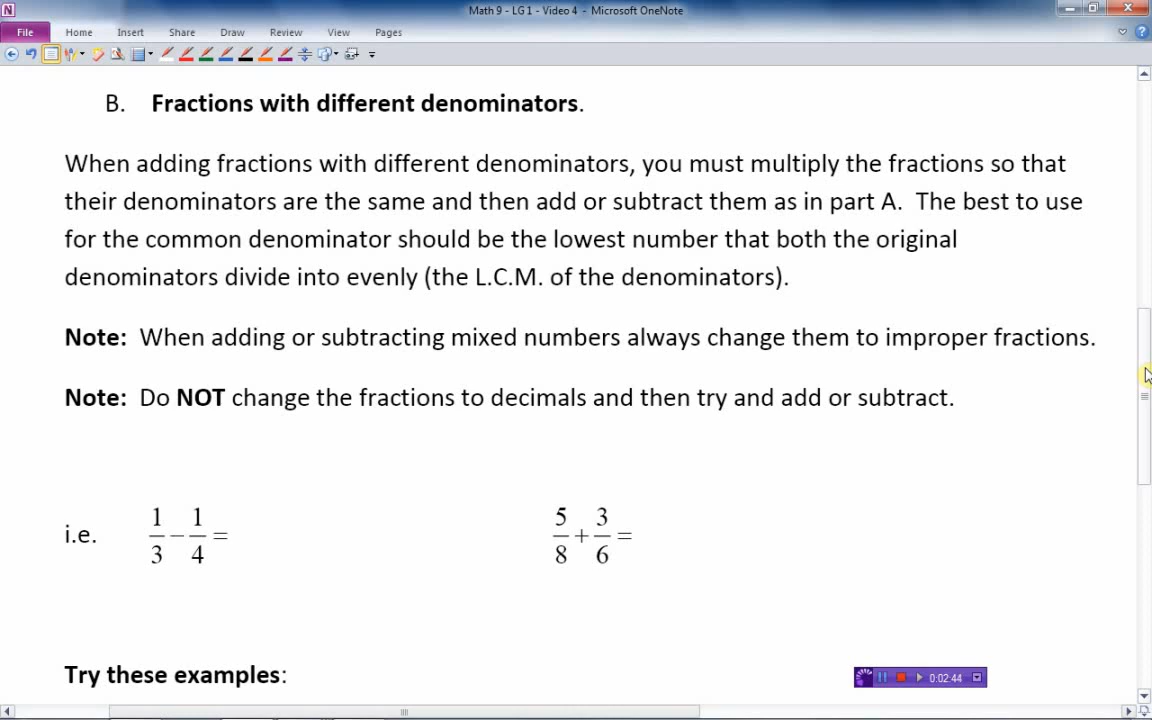 Math 9 - LG 1 - Video 4 - Microsoft OneNote
File Home Insert Share Draw Review View Pages
B. Fractions with different denominators.
When adding fractions with different denominators, you must multiply the fractions so that
their denominators are the same and then add or subtract them as in part A. The best to use
for the common denominator should be the lowest number that both the original
denominators divide into evenly (the L.C.M. of the denominators).
Note: When adding or subtracting mixed numbers always change them to improper fractions.
Note: Do NOT change the fractions to decimals and then try and add or subtract.
i.e. 1/3 − 1/4 = 5/8 + 3/6 =
Try these examples:
0:02:44